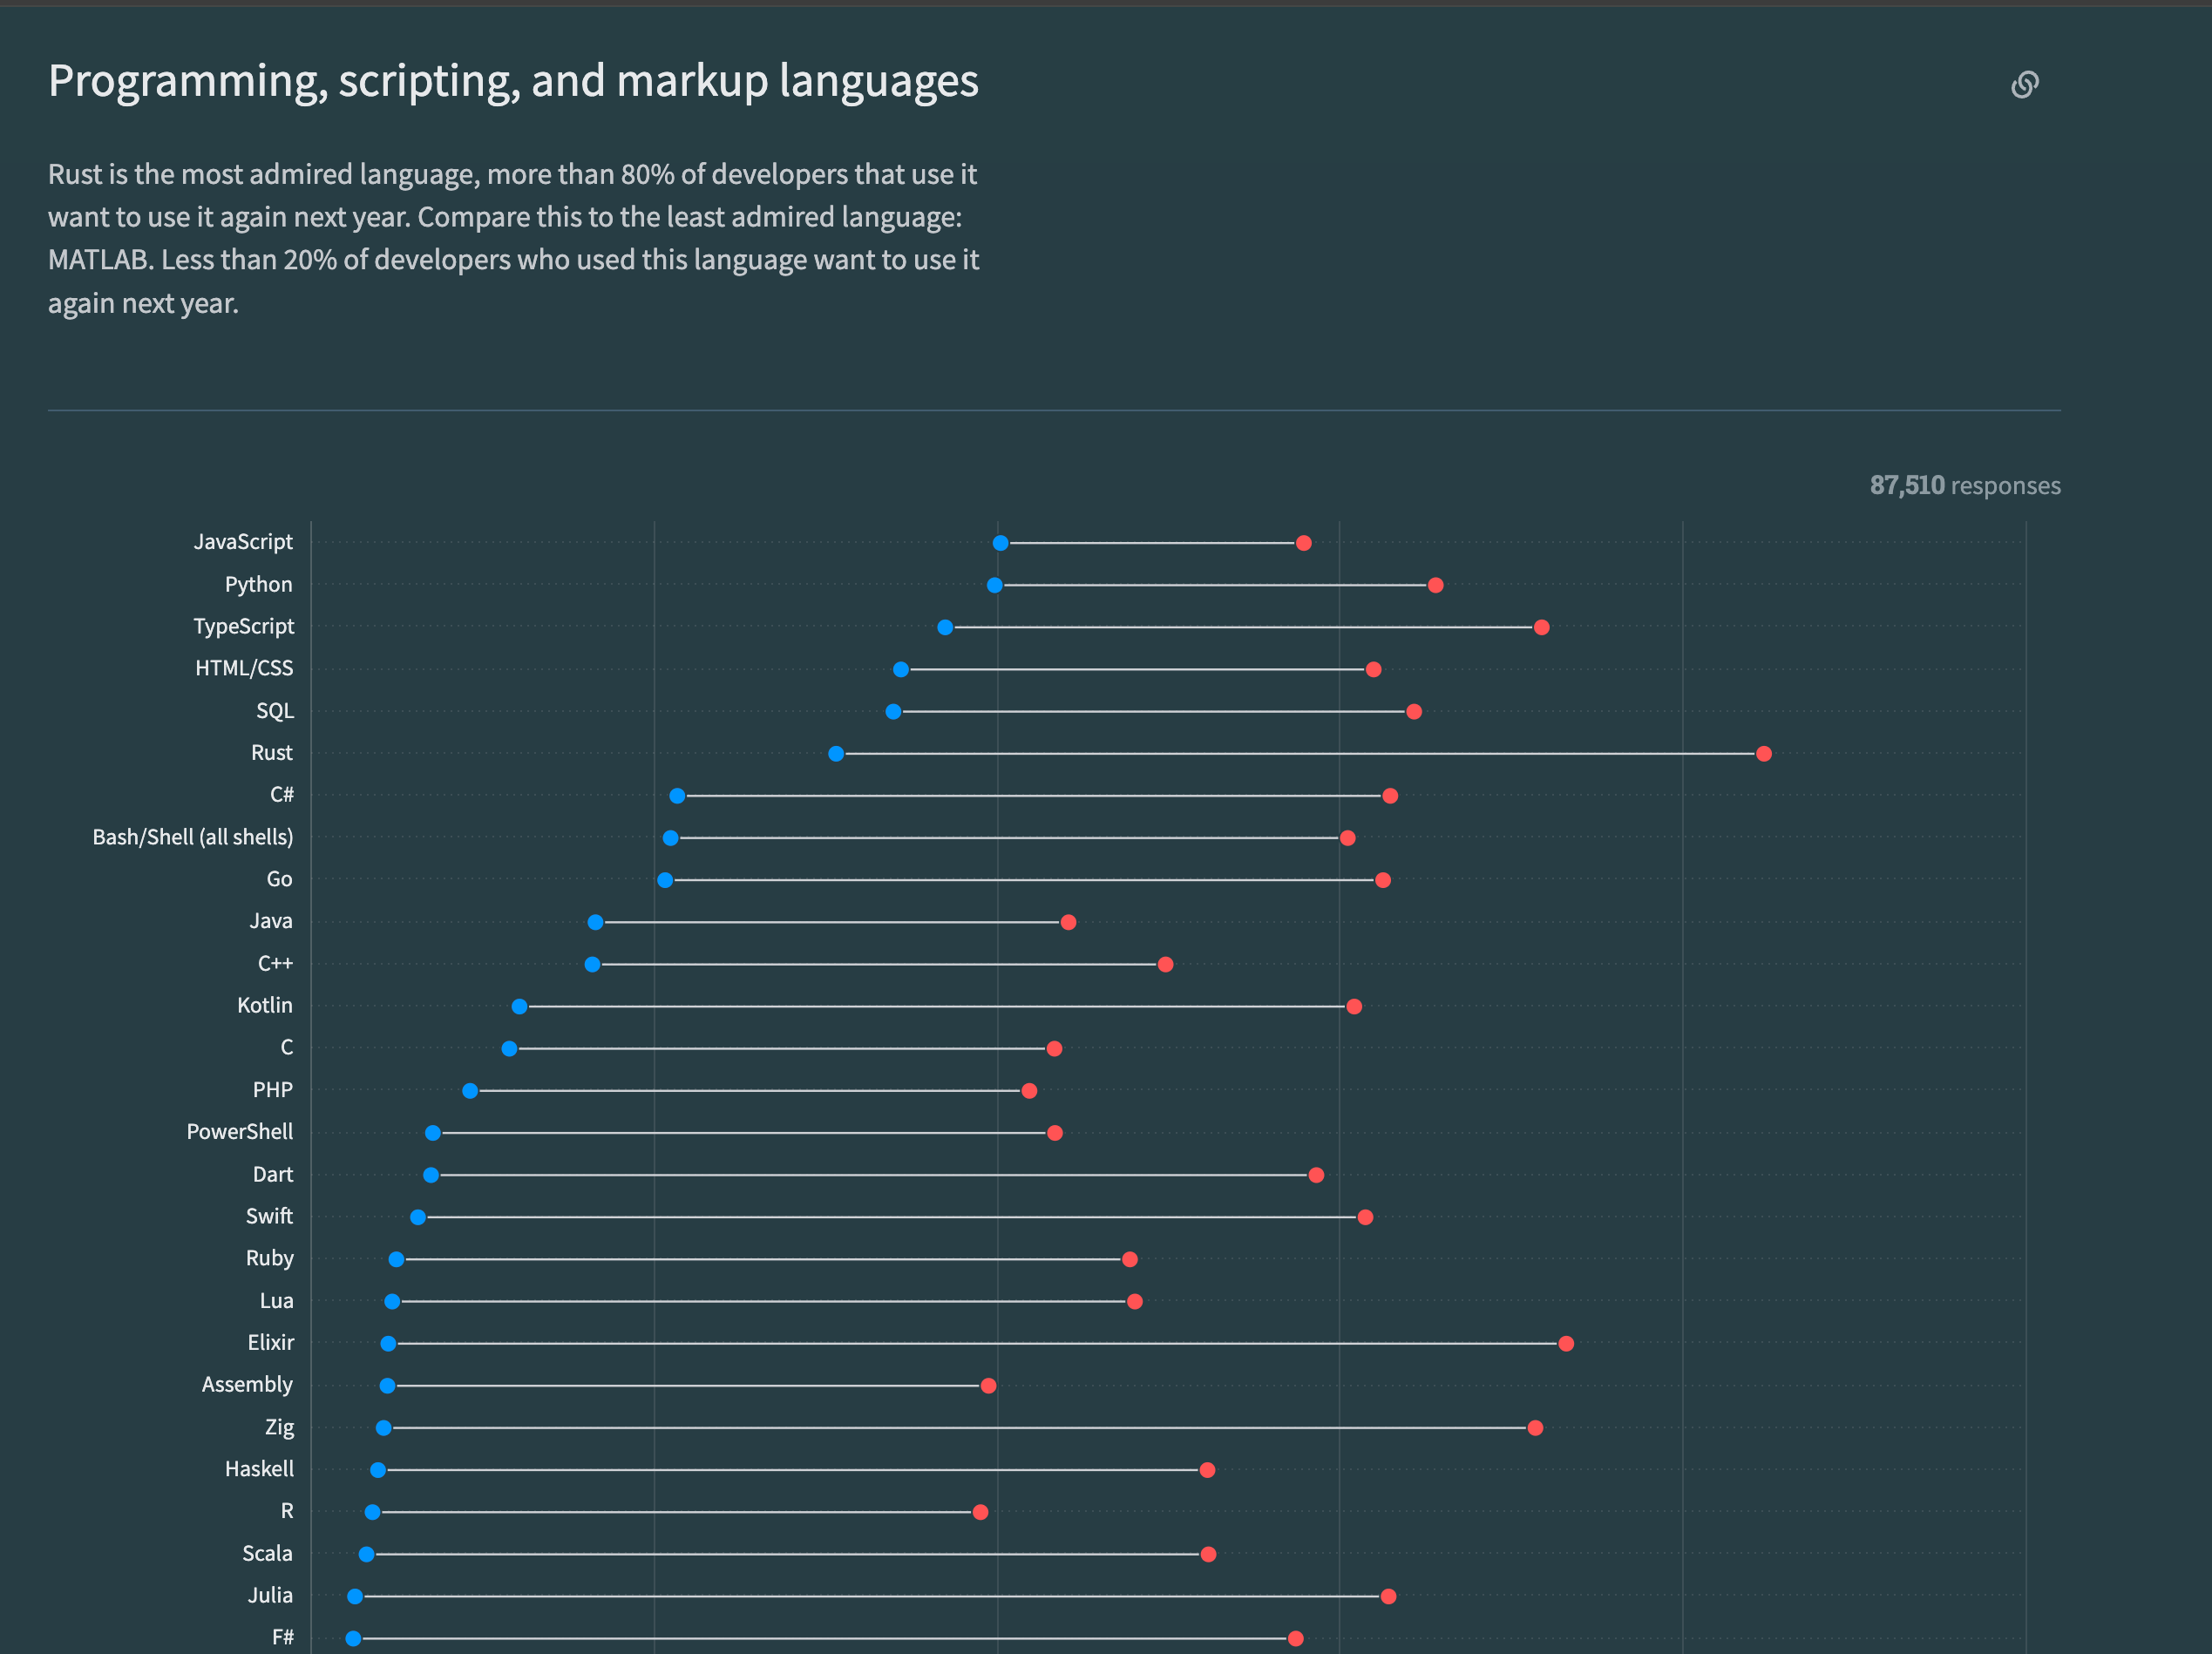 Programming, scripting, and markup languages
Rust is the most admired language, more than 80% of developers that use it
want to use it again next year. Compare this to the least admired language:
MATLAB. Less than 20% of developers who used this language want to use it
again next year.
87,510 responses
JavaScript
Python
TypeScript
HTML/CSS
SQL
Rust
C#
Bash/Shell (all shells)
Go
Java
C++
Kotlin
C
PHP
PowerShell
Dart
Swift
Ruby
Lua
Elixir
Assembly
Zig
Haskell
R
Scala
Julia
F#